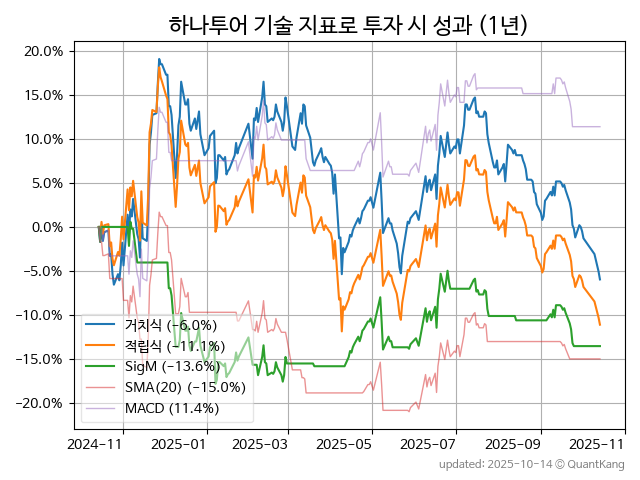 하나투어 기술 지표로 투자 시 성과 (1년)
20.0%
15.0%
10.0%
5.0%
0.0%
−5.0%
−10.0%
−15.0%
−20.0%
거치식 (−6.0%)
적립식 (−11.1%)
SigM (−13.6%)
SMA(20) (−15.0%)
MACD (11.4%)
2024-11 2025-01 2025-03 2025-05 2025-07 2025-09 2025-11
updated: 2025-10-14 © QuantKang